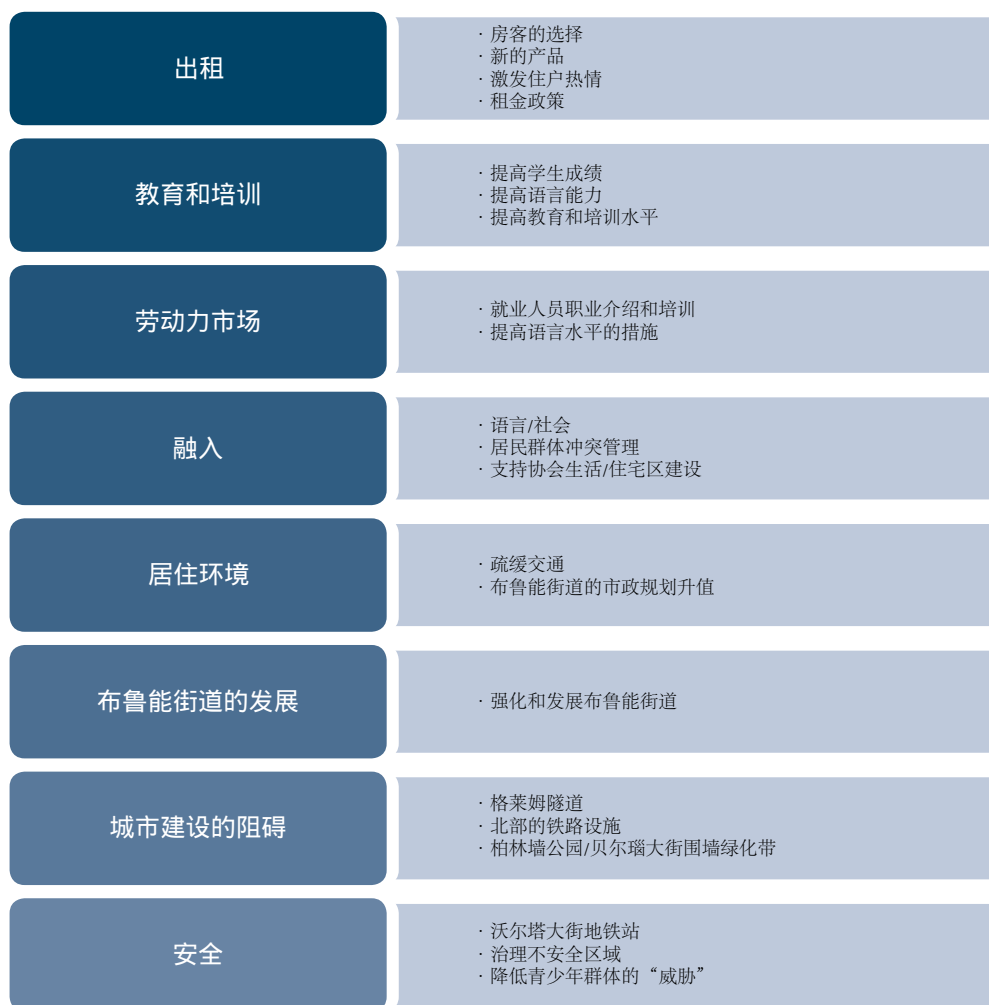 出租
· 房客的选择
· 新的产品
· 激发住户热情
· 租金政策
教育和培训
· 提高学生成绩
· 提高语言能力
· 提高教育和培训水平
劳动力市场
· 就业人员职业介绍和培训
· 提高语言水平的措施
融入
· 语言/社会
· 居民群体冲突管理
· 支持协会生活/住宅区建设
居住环境
· 疏缓交通
· 布鲁能街道的市政规划升值
布鲁能街道的发展
· 强化和发展布鲁能街道
城市建设的阻碍
· 格莱姆隧道
· 北部的铁路设施
· 柏林墙公园/贝尔瑙大街围墙绿化带
安全
· 沃尔塔大街地铁站
· 治理不安全区域
· 降低青少年群体的“威胁”